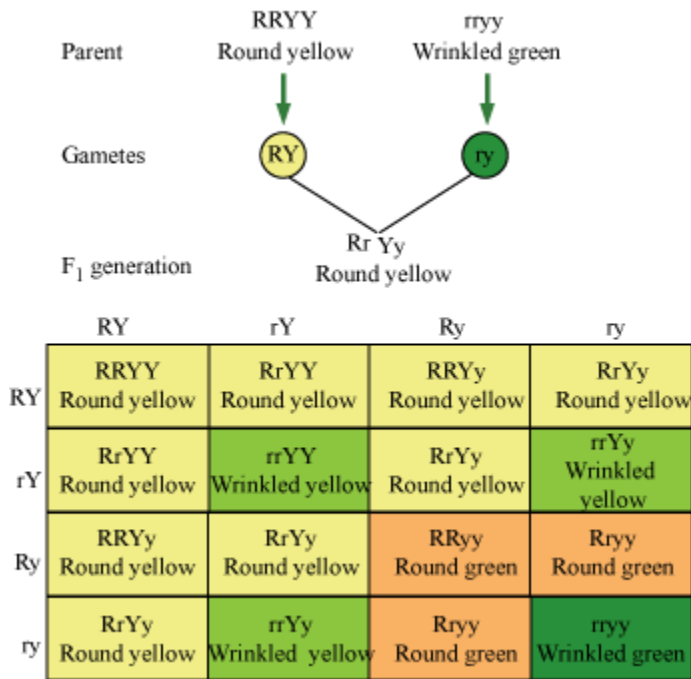 RRYY rryy
Parent Round yellow Wrinkled green
Gametes RY ry
Rr Yy
F₁ generation Round yellow
RY rY Ry ry
RY RRYY RrYY RRYy RrYy
Round yellow Round yellow Round yellow Round yellow
rY RrYY rrYY RrYy rrYy
Round yellow Wrinkled yellow Round yellow Wrinkled
yellow
Ry RRYy RrYy RRyy Rryy
Round yellow Round yellow Round green Round green
ry RrYy rrYy Rryy rryy
Round yellow Wrinkled yellow Round green Wrinkled green